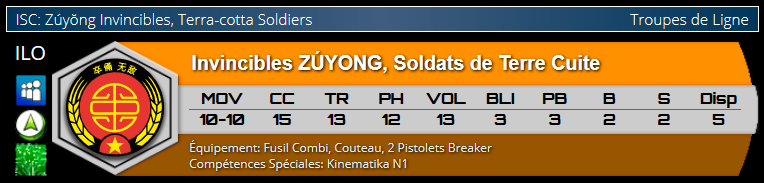 ISC: Zúyǒng Invincibles, Terra-cotta Soldiers Troupes de Ligne
ILO
Invincibles ZÚYONG, Soldats de Terre Cuite
MOV CC TR PH VOL BLI PB B S Disp
10-10 15 13 12 13 3 3 2 2 5
Équipement: Fusil Combi, Couteau, 2 Pistolets Breaker
Compétences Spéciales: Kinematika N1